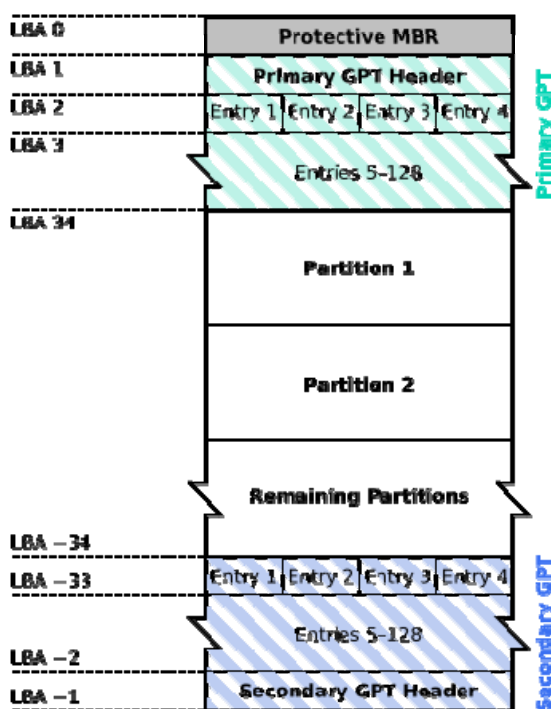 LBA 0
Protective MBR
LBA 1
Primary GPT Header
LBA 2
Entry 1 Entry 2 Entry 3 Entry 4
LBA 3
Entries 5–128
Primary GPT
LBA 34
Partition 1
Partition 2
Remaining Partitions
LBA −34
LBA −33
Entry 1 Entry 2 Entry 3 Entry 4
Entries 5–128
LBA −2
LBA −1
Secondary GPT Header
Secondary GPT